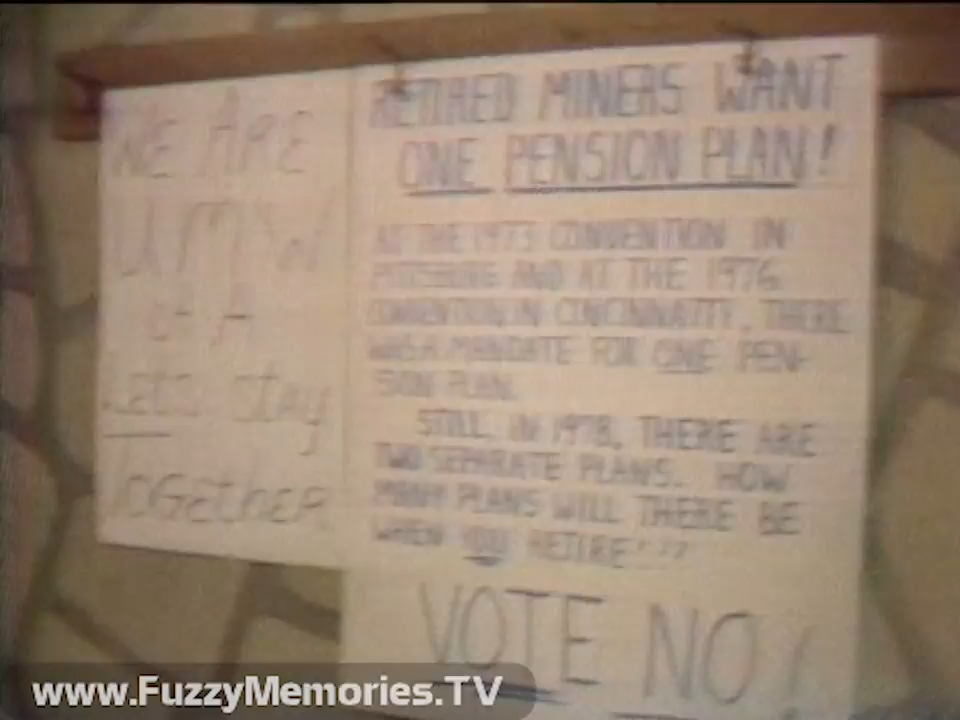 WE ARE
UMW
of A
Let's stay
Together
RETIRED MINERS WANT
ONE PENSION PLAN!
AT THE 1973 CONVENTION IN
PITTSBURG AND AT THE 1976
CONVENTION IN CINCINNATTI, THERE
WAS A MANDATE FOR ONE PEN-
SION PLAN.
STILL, IN 1978, THERE ARE
TWO SEPARATE PLANS. HOW
MANY PLANS WILL THERE BE
WHEN YOU RETIRE???
VOTE NO!
www.FuzzyMemories.TV